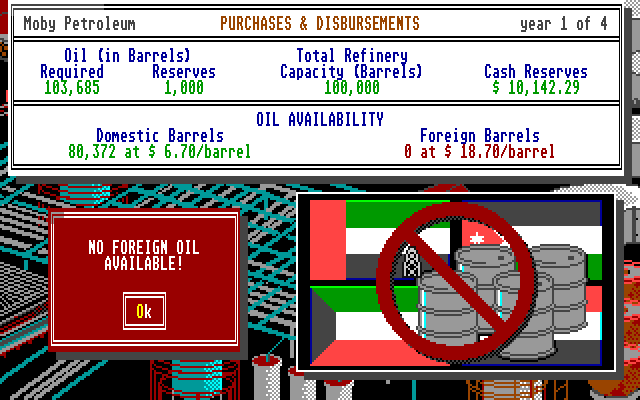 Moby Petroleum PURCHASES & DISBURSEMENTS year 1 of 4
Oil (in Barrels) Total Refinery
Required Reserves Capacity (Barrels) Cash Reserves
103,685 1,000 100,000 $ 10,142.29
OIL AVAILABILITY
Domestic Barrels Foreign Barrels
80,372 at $ 6.70/barrel 0 at $ 18.70/barrel
NO FOREIGN OIL
AVAILABLE!
Ok